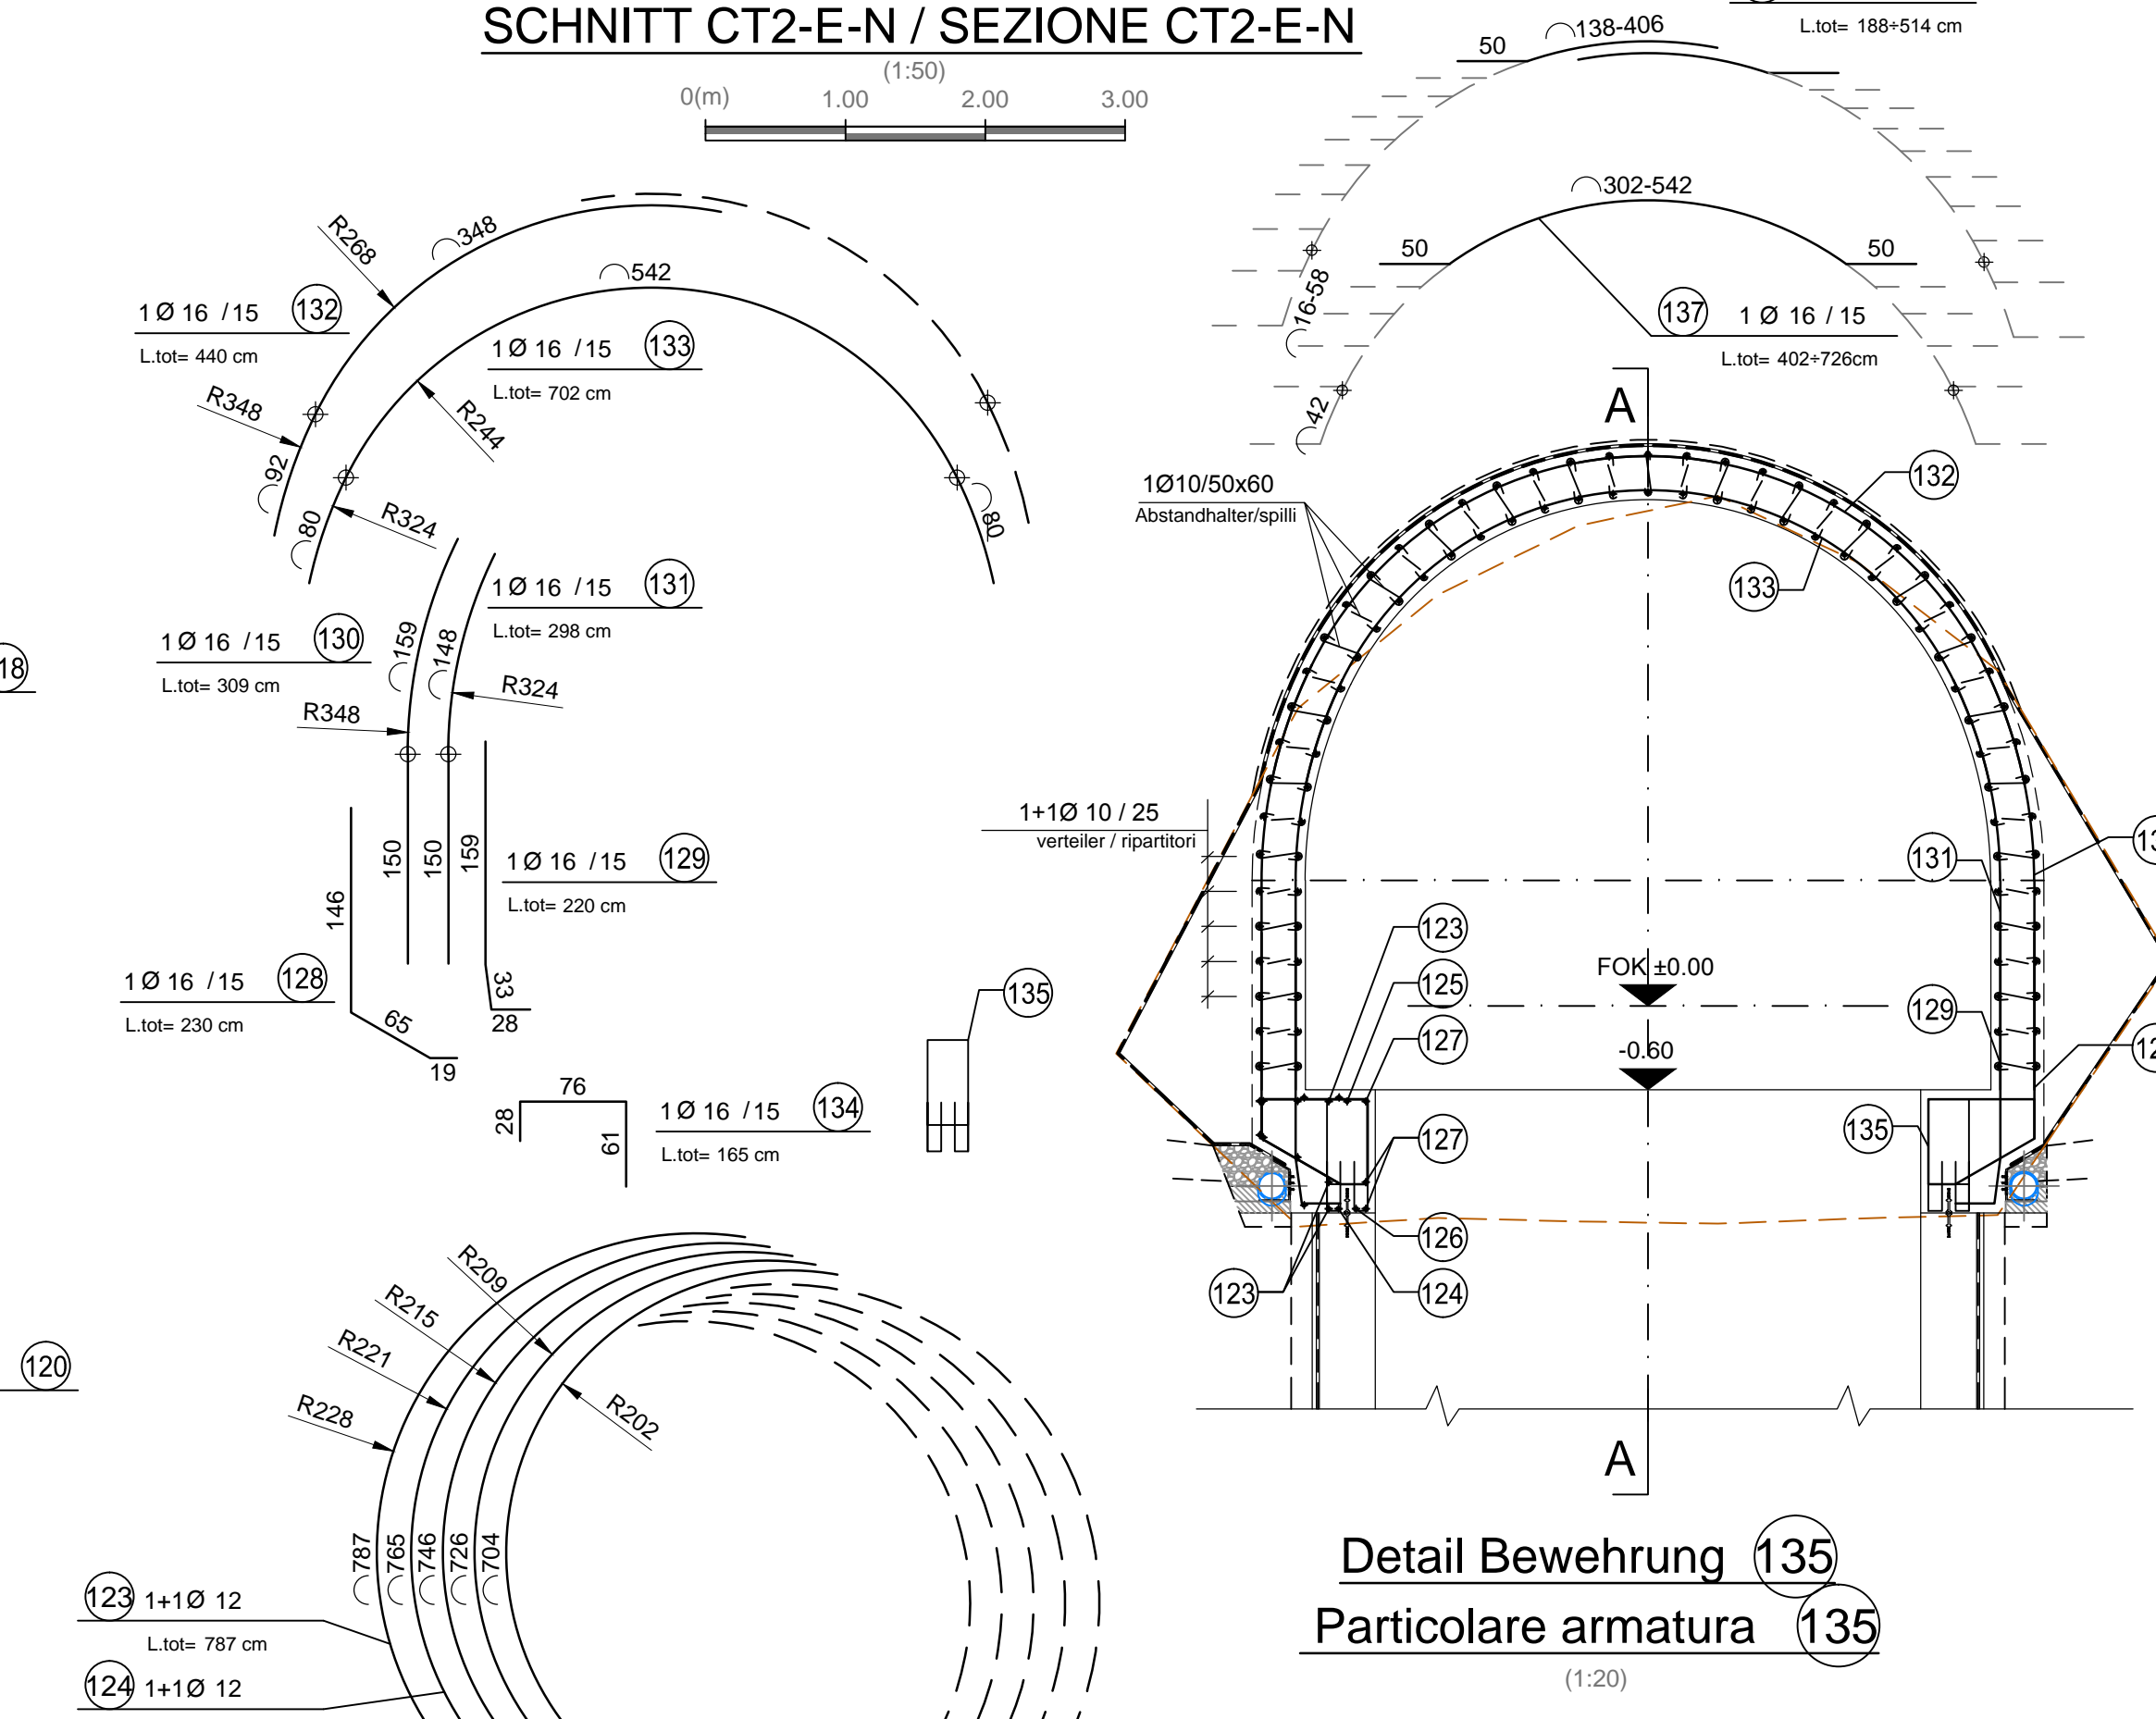 SCHNITT CT2-E-N / SEZIONE CT2-E-N
(1:50)
0(m) 1.00 2.00 3.00
L.tot= 188÷514 cm
50 138-406
302-542
50 50
16-58
42
137 1 Ø 16 / 15
L.tot= 402÷726cm
R268
348
542
1 Ø 16 /15 132
L.tot= 440 cm
1 Ø 16 /15 133
L.tot= 702 cm
R348
R244
92
80
R324
80
1 Ø 16 /15 131
L.tot= 298 cm
1 Ø 16 /15 130
L.tot= 309 cm
159
148
R324
R348
18
150
150
159
1 Ø 16 /15 129
L.tot= 220 cm
146
33
28
1 Ø 16 /15 128
L.tot= 230 cm
65
19
135
76
28
61
1 Ø 16 /15 134
L.tot= 165 cm
A
1Ø10/50x60
Abstandhalter/spilli
132
133
1+1Ø 10 / 25
verteiler / ripartitori
131
13
123
125
127
FOK ±0.00
-0.60
129
12
135
127
126
124
123
A
R209
R215
R221
R228
R202
120
787
765
746
726
704
123 1+1Ø 12
L.tot= 787 cm
124 1+1Ø 12
Detail Bewehrung 135
Particolare armatura 135
(1:20)